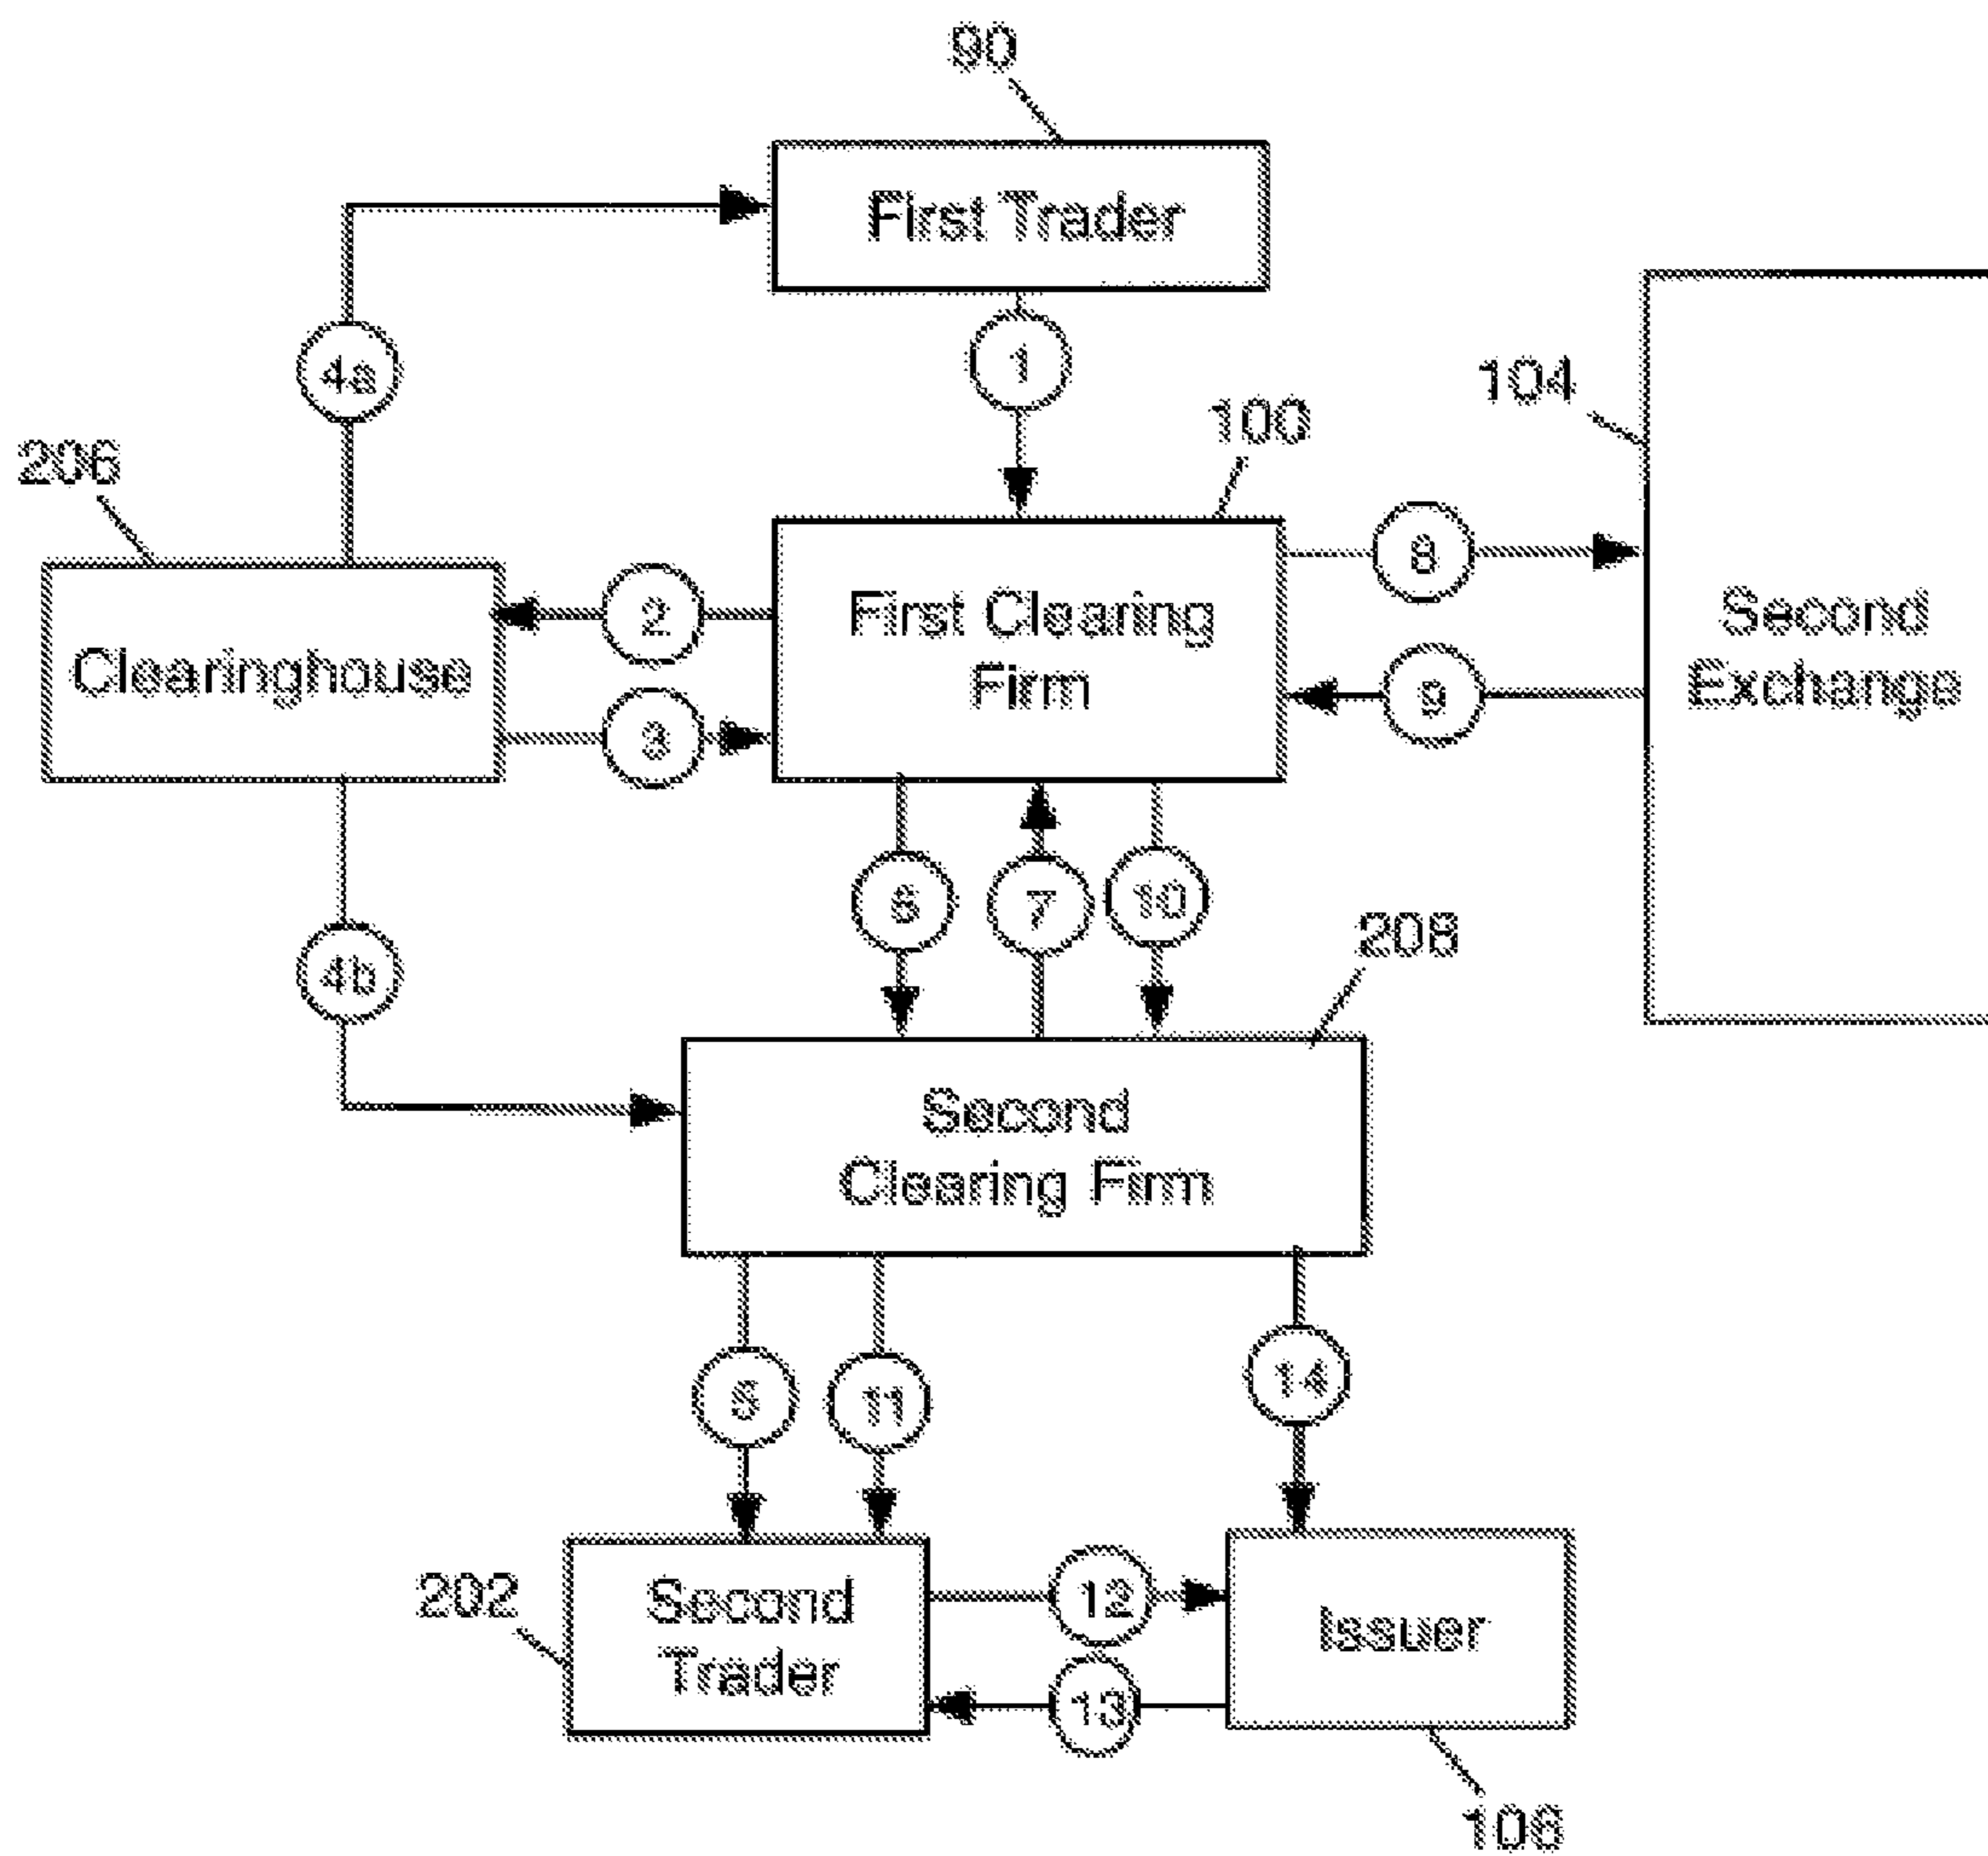 90
First Trader
4a
1
104
100
206
8
Second
Exchange
2
First Clearing
Firm
Clearinghouse
9
3
6
7
10
208
4b
Second
Clearing Firm
5
11
14
202
Second
Trader
12
Issuer
13
106